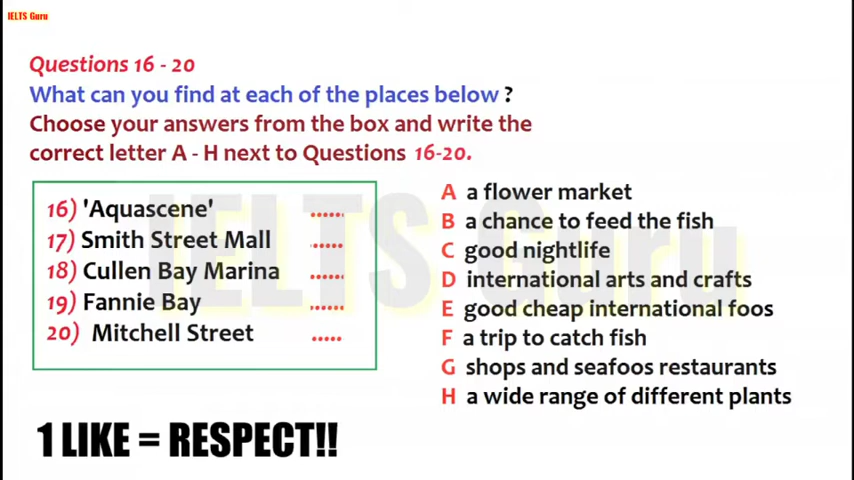 IELTS Guru
Questions 16 - 20
What can you find at each of the places below ?
Choose your answers from the box and write the
correct letter A - H next to Questions 16-20.
16) 'Aquascene' ......
17) Smith Street Mall ......
18) Cullen Bay Marina ......
19) Fannie Bay ......
20) Mitchell Street .....
A a flower market
B a chance to feed the fish
C good nightlife
D international arts and crafts
E good cheap international foos
F a trip to catch fish
G shops and seafoos restaurants
H a wide range of different plants
IELTS Guru
1 LIKE = RESPECT!!